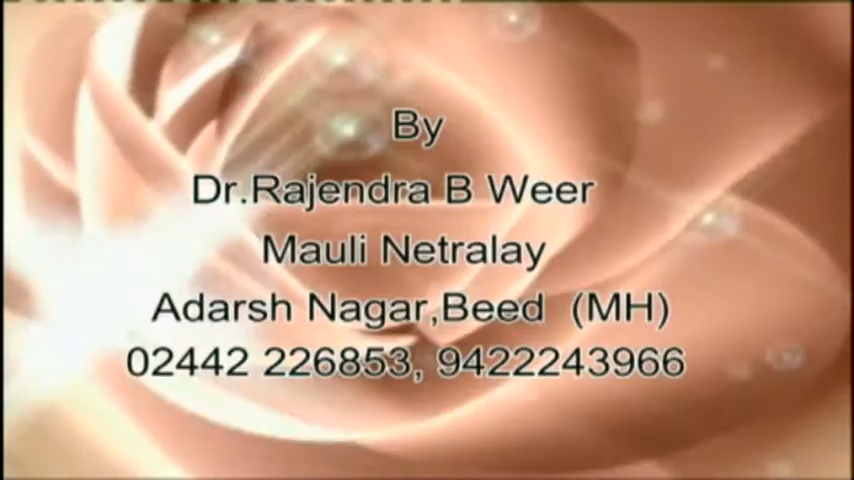 By
Dr.Rajendra B Weer
Mauli Netralay
Adarsh Nagar,Beed (MH)
02442 226853, 9422243966